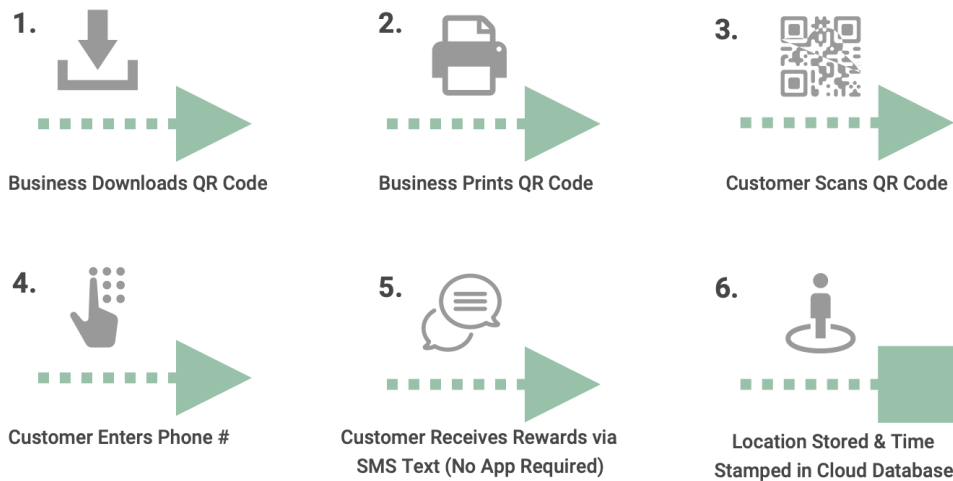 1.
2.
3.
Business Downloads QR Code
Business Prints QR Code
Customer Scans QR Code
4.
5.
6.
Customer Enters Phone #
Customer Receives Rewards via
SMS Text (No App Required)
Location Stored & Time
Stamped in Cloud Database